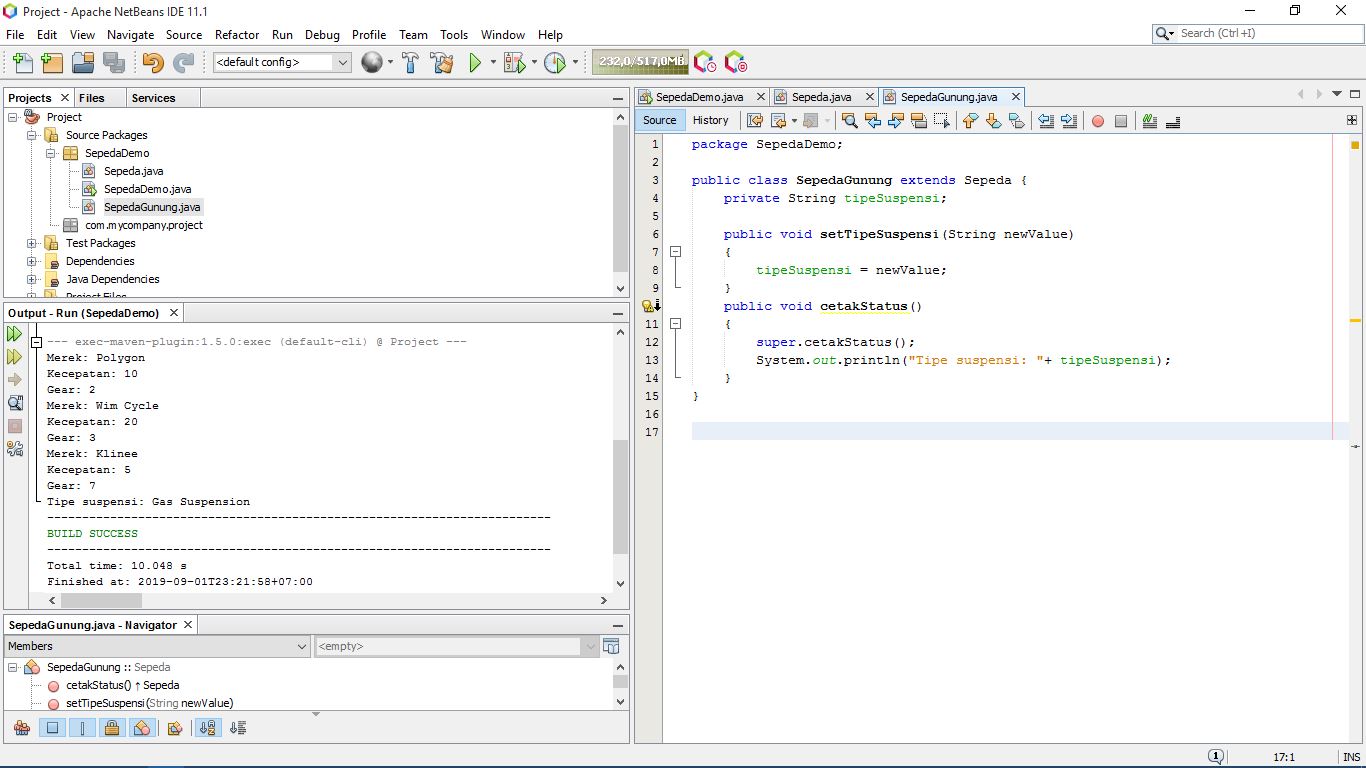 Project - Apache NetBeans IDE 11.1
File Edit View Navigate Source Refactor Run Debug Profile Team Tools Window Help
Search (Ctrl+I)
<default config>
232,0/517,0MB
Projects Files Services
Project
Source Packages
SepedaDemo
Sepeda.java
SepedaDemo.java
SepedaGunung.java
com.mycompany.project
Test Packages
Dependencies
Java Dependencies
Project Files
Output - Run (SepedaDemo)
--- exec-maven-plugin:1.5.0:exec (default-cli) @ Project ---
Merek: Polygon
Kecepatan: 10
Gear: 2
Merek: Wim Cycle
Kecepatan: 20
Gear: 3
Merek: Klinee
Kecepatan: 5
Gear: 7
Tipe suspensi: Gas Suspension
------------------------------------------------------------------------
BUILD SUCCESS
------------------------------------------------------------------------
Total time: 10.048 s
Finished at: 2019-09-01T23:21:58+07:00
SepedaGunung.java - Navigator
Members <empty>
SepedaGunung :: Sepeda
cetakStatus() ↑ Sepeda
setTipeSuspensi(String newValue)
SepedaDemo.java Sepeda.java SepedaGunung.java
Source History
1 package SepedaDemo;
2
3 public class SepedaGunung extends Sepeda {
4 private String tipeSuspensi;
5
6 public void setTipeSuspensi(String newValue)
7 {
8 tipeSuspensi = newValue;
9 }
public void cetakStatus()
11 {
12 super.cetakStatus();
13 System.out.println("Tipe suspensi: "+ tipeSuspensi);
14 }
15 }
16
17
1 17:1 INS